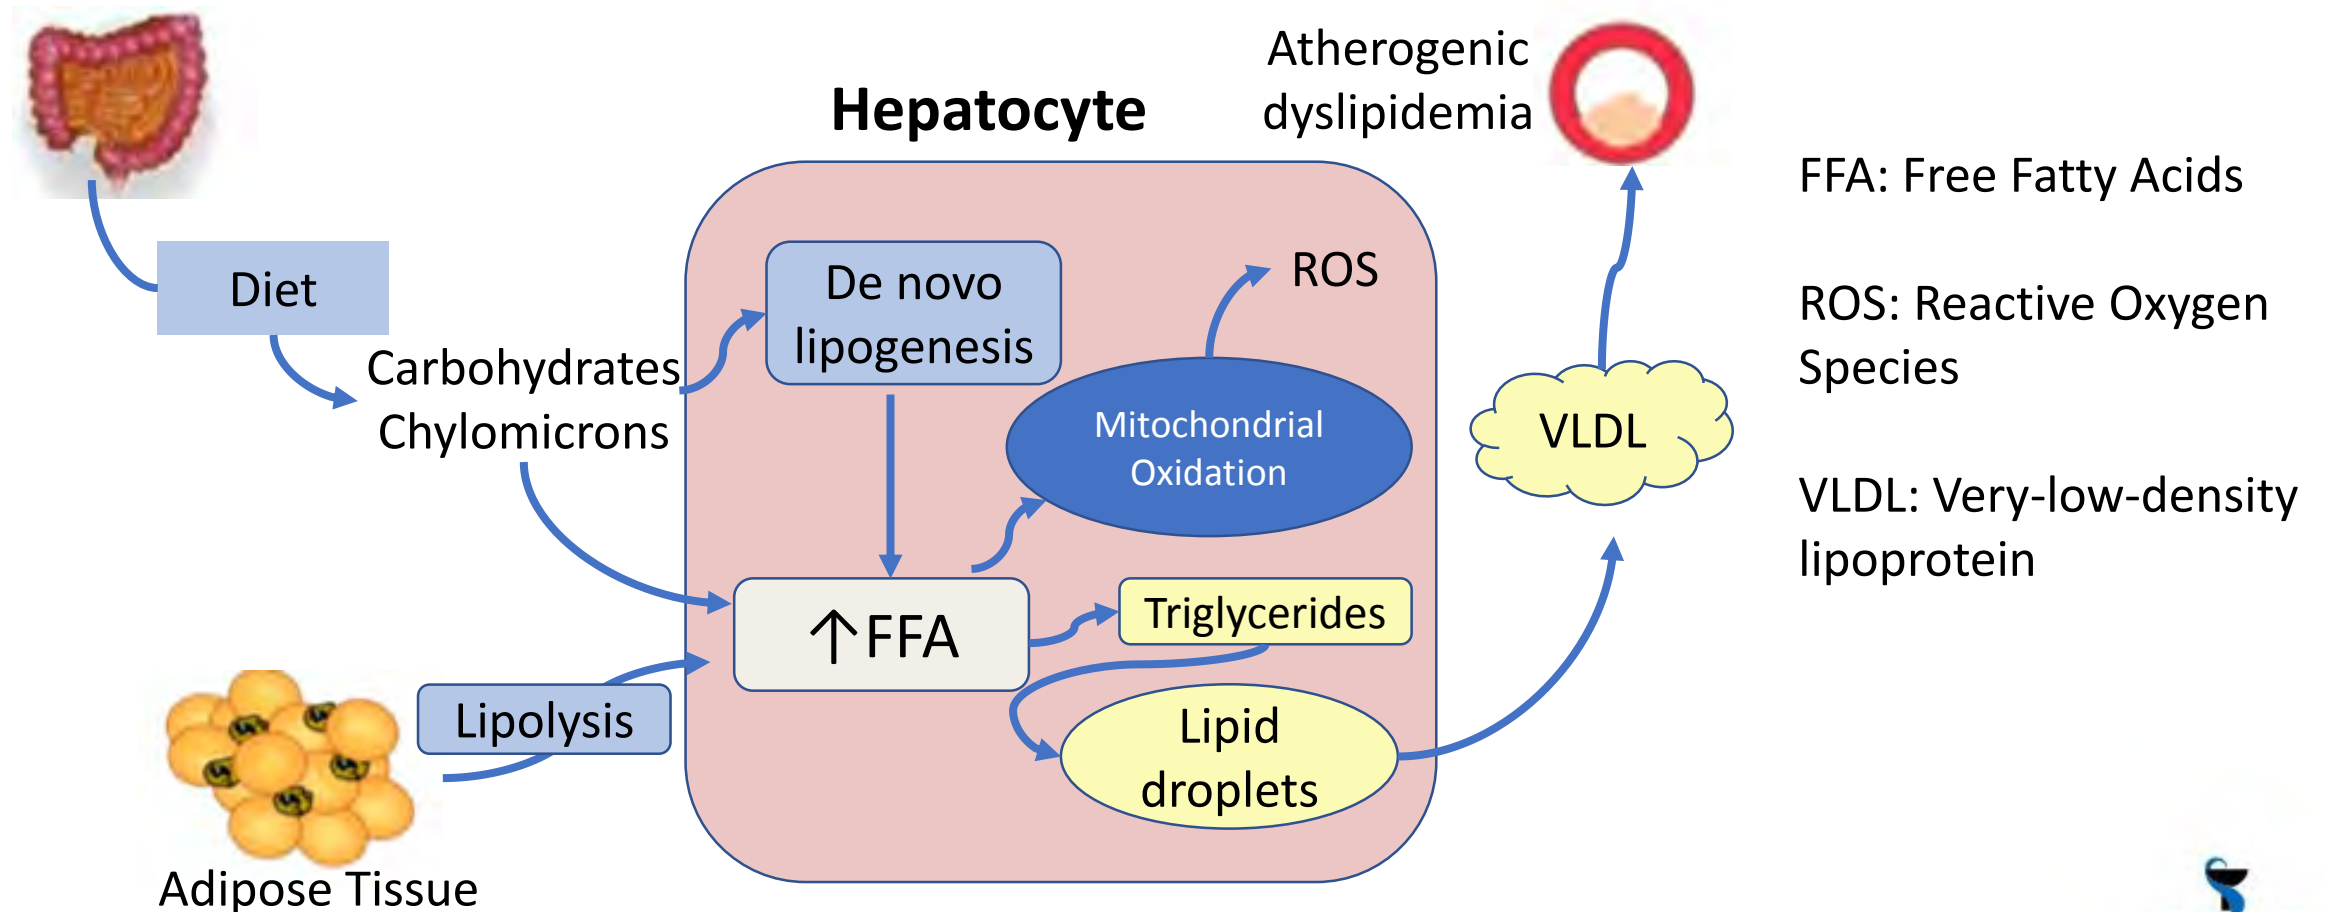 Atherogenic
dyslipidemia
Hepatocyte
FFA: Free Fatty Acids
De novo
lipogenesis
ROS
Diet
ROS: Reactive Oxygen
Species
Carbohydrates
Chylomicrons
Mitochondrial
Oxidation
VLDL
VLDL: Very-low-density
lipoprotein
↑FFA
Triglycerides
Lipolysis
Lipid
droplets
Adipose Tissue